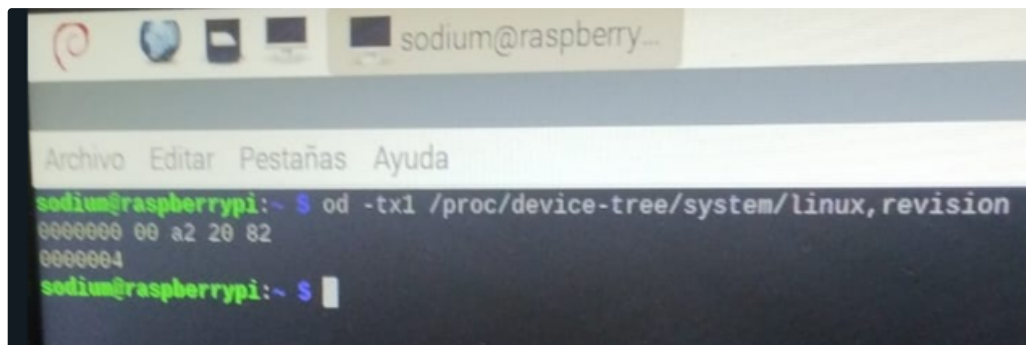 sodium@raspberry...
Archivo Editar Pestañas Ayuda
sodium@raspberrypi:~ $ od -tx1 /proc/device-tree/system/linux,revision
0000000 00 a2 20 82
0000004
sodium@raspberrypi:~ $